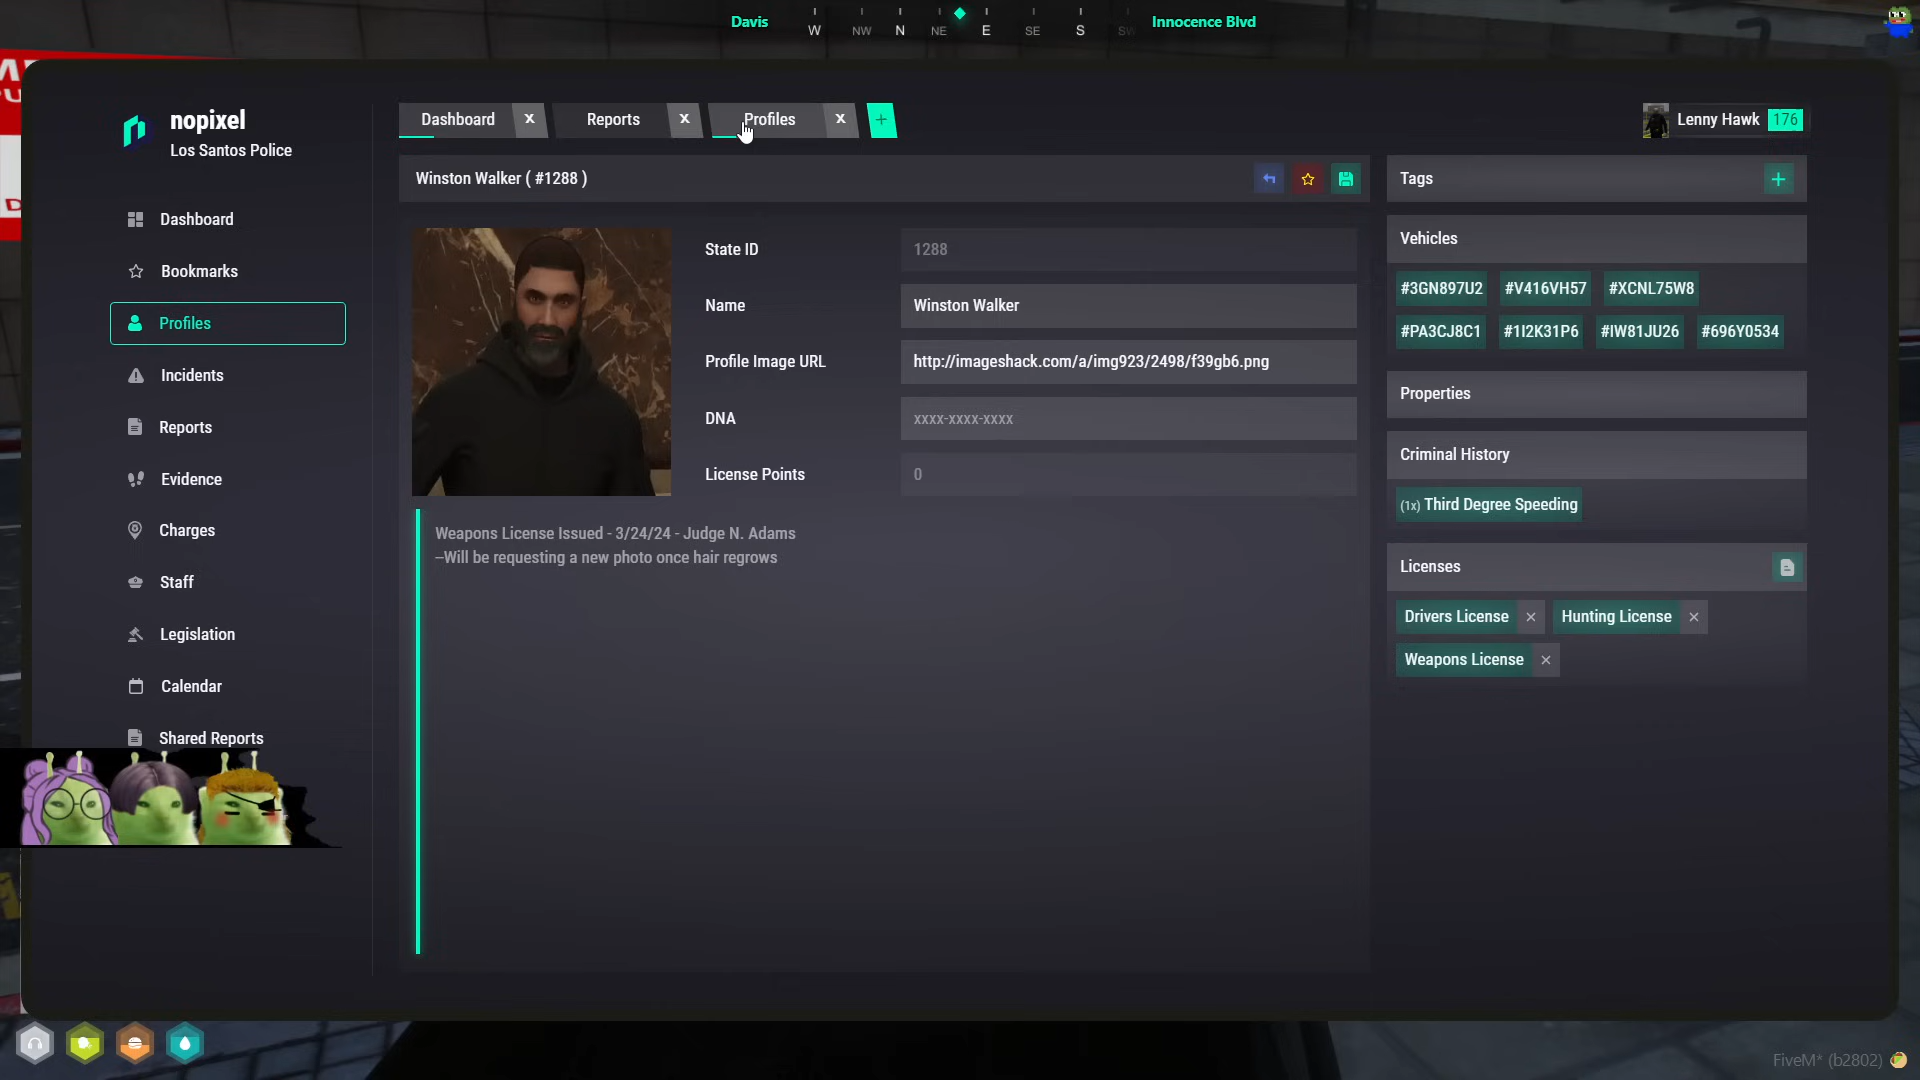 Davis
W NW N NE E SE S SW
Innocence Blvd
nopixel
Los Santos Police
Dashboard x
Reports x
Profiles x
+
Lenny Hawk 176
Dashboard
Bookmarks
Profiles
Incidents
Reports
Evidence
Charges
Staff
Legislation
Calendar
Shared Reports
Winston Walker ( #1288 )
State ID 1288
Name Winston Walker
Profile Image URL http://imageshack.com/a/img923/2498/f39gb6.png
DNA xxxx-xxxx-xxxx
License Points 0
Weapons License Issued - 3/24/24 - Judge N. Adams
–Will be requesting a new photo once hair regrows
Tags +
Vehicles
#3GN897U2 #V416VH57 #XCNL75W8
#PA3CJ8C1 #1I2K31P6 #IW81JU26 #696Y0534
Properties
Criminal History
(1x) Third Degree Speeding
Licenses
Drivers License × Hunting License ×
Weapons License ×
FiveM* (b2802)